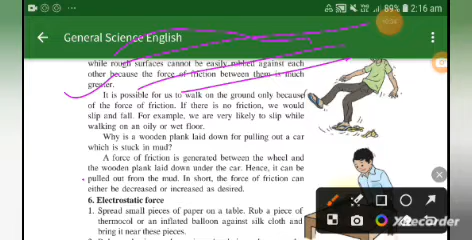 89% 2:16 am
General Science English
while rough surfaces cannot be easily rubbed against each
other because the force of friction between them is much
greater.
It is possible for us to walk on the ground only because
of the force of friction. If there is no friction, we would
slip and fall. For example, we are very likely to slip while
walking on an oily or wet floor.
Why is a wooden plank laid down for pulling out a car
which is stuck in mud?
A force of friction is generated between the wheel and
the wooden plank laid down under the car. Hence, it can be
pulled out from the mud. In short, the force of friction can
either be decreased or increased as desired.
6. Electrostatic force
1. Spread small pieces of paper on a table. Rub a piece of
thermocol or an inflated balloon against silk cloth and
bring it near these pieces.
XRecorder